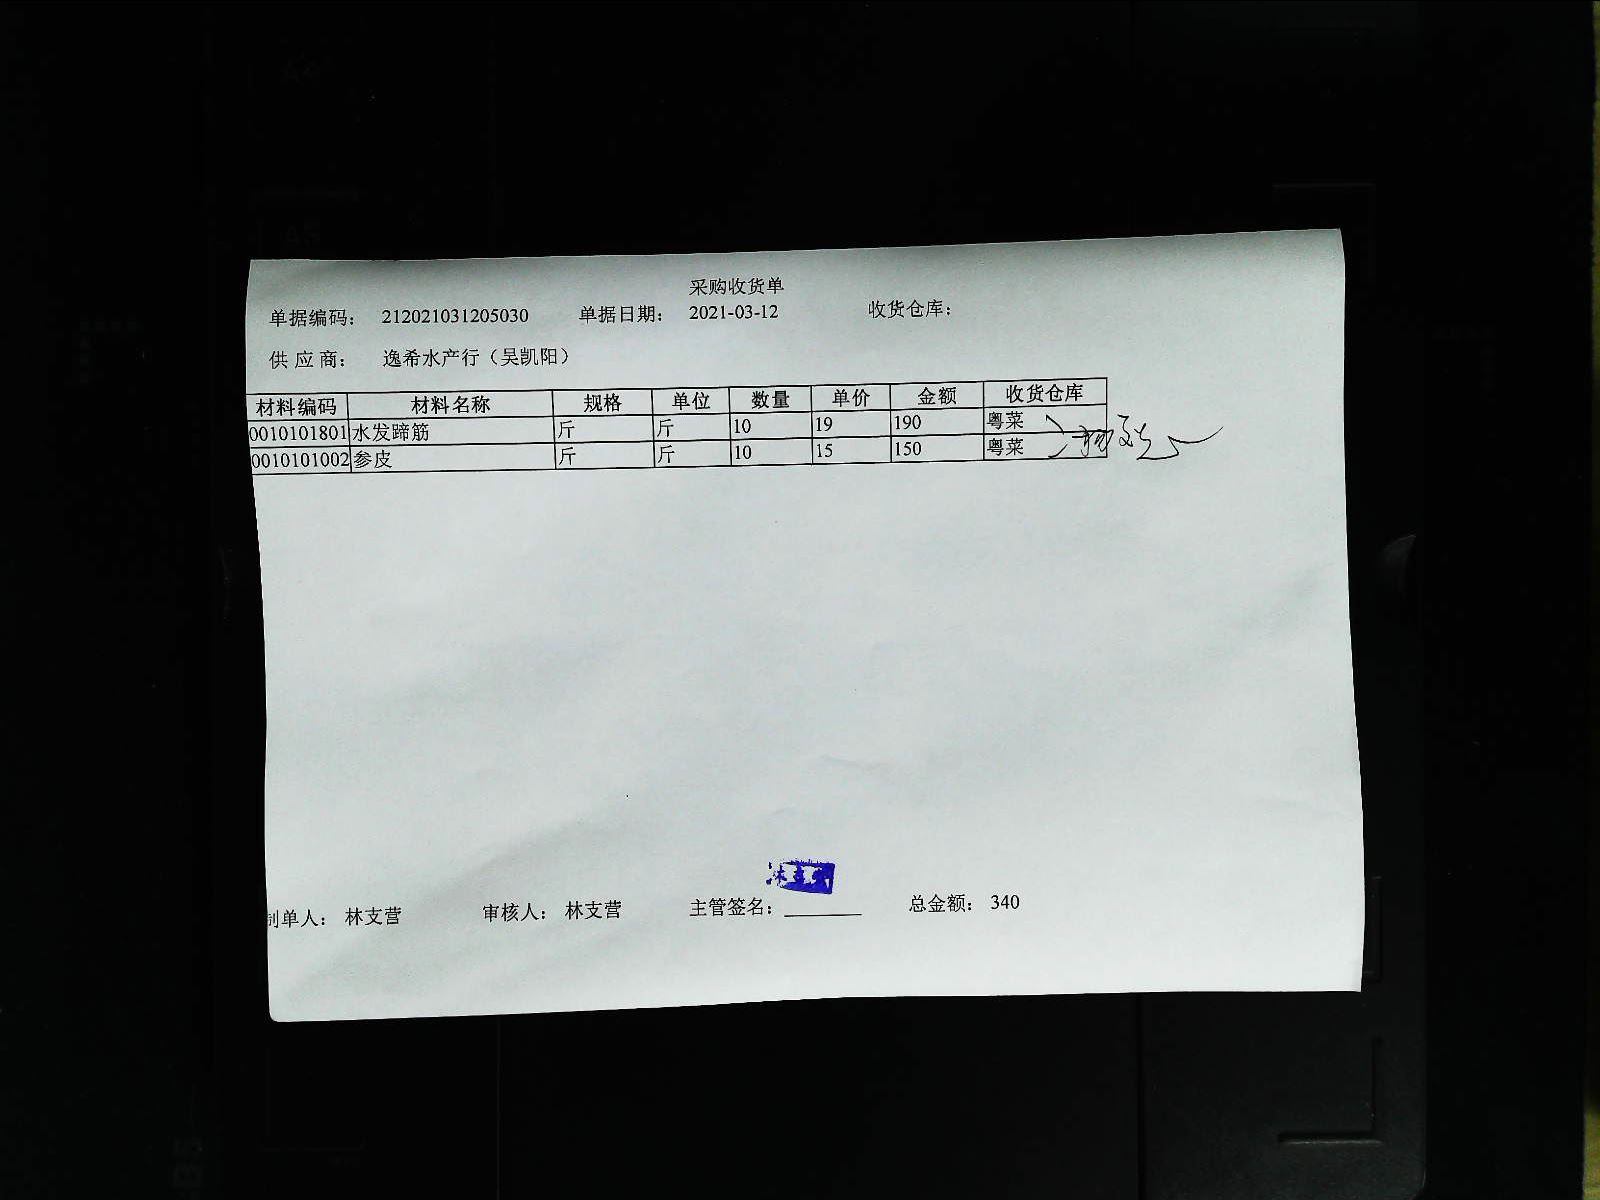 采购收货单
单据编码： 212021031205030 单据日期： 2021-03-12 收货仓库：
供 应 商： 逸希水产行（吴凯阳）
材料编码 材料名称 规格 单位 数量 单价 金额 收货仓库
0010101801 水发蹄筋 斤 斤 10 19 190 粤菜
0010101002 参皮 斤 斤 10 15 150 粤菜
制单人： 林支营 审核人： 林支营 主管签名： 总金额： 340